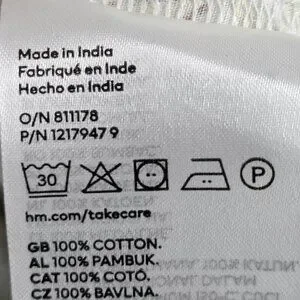 Made in India
Fabriqué en Inde
Hecho en India
O/N 811178
P/N 1217947 9
30
P
hm.com/takecare
GB 100% COTTON.
AL 100% PAMBUK.
CAT 100% COTÓ.
CZ 100% BAVLNA.